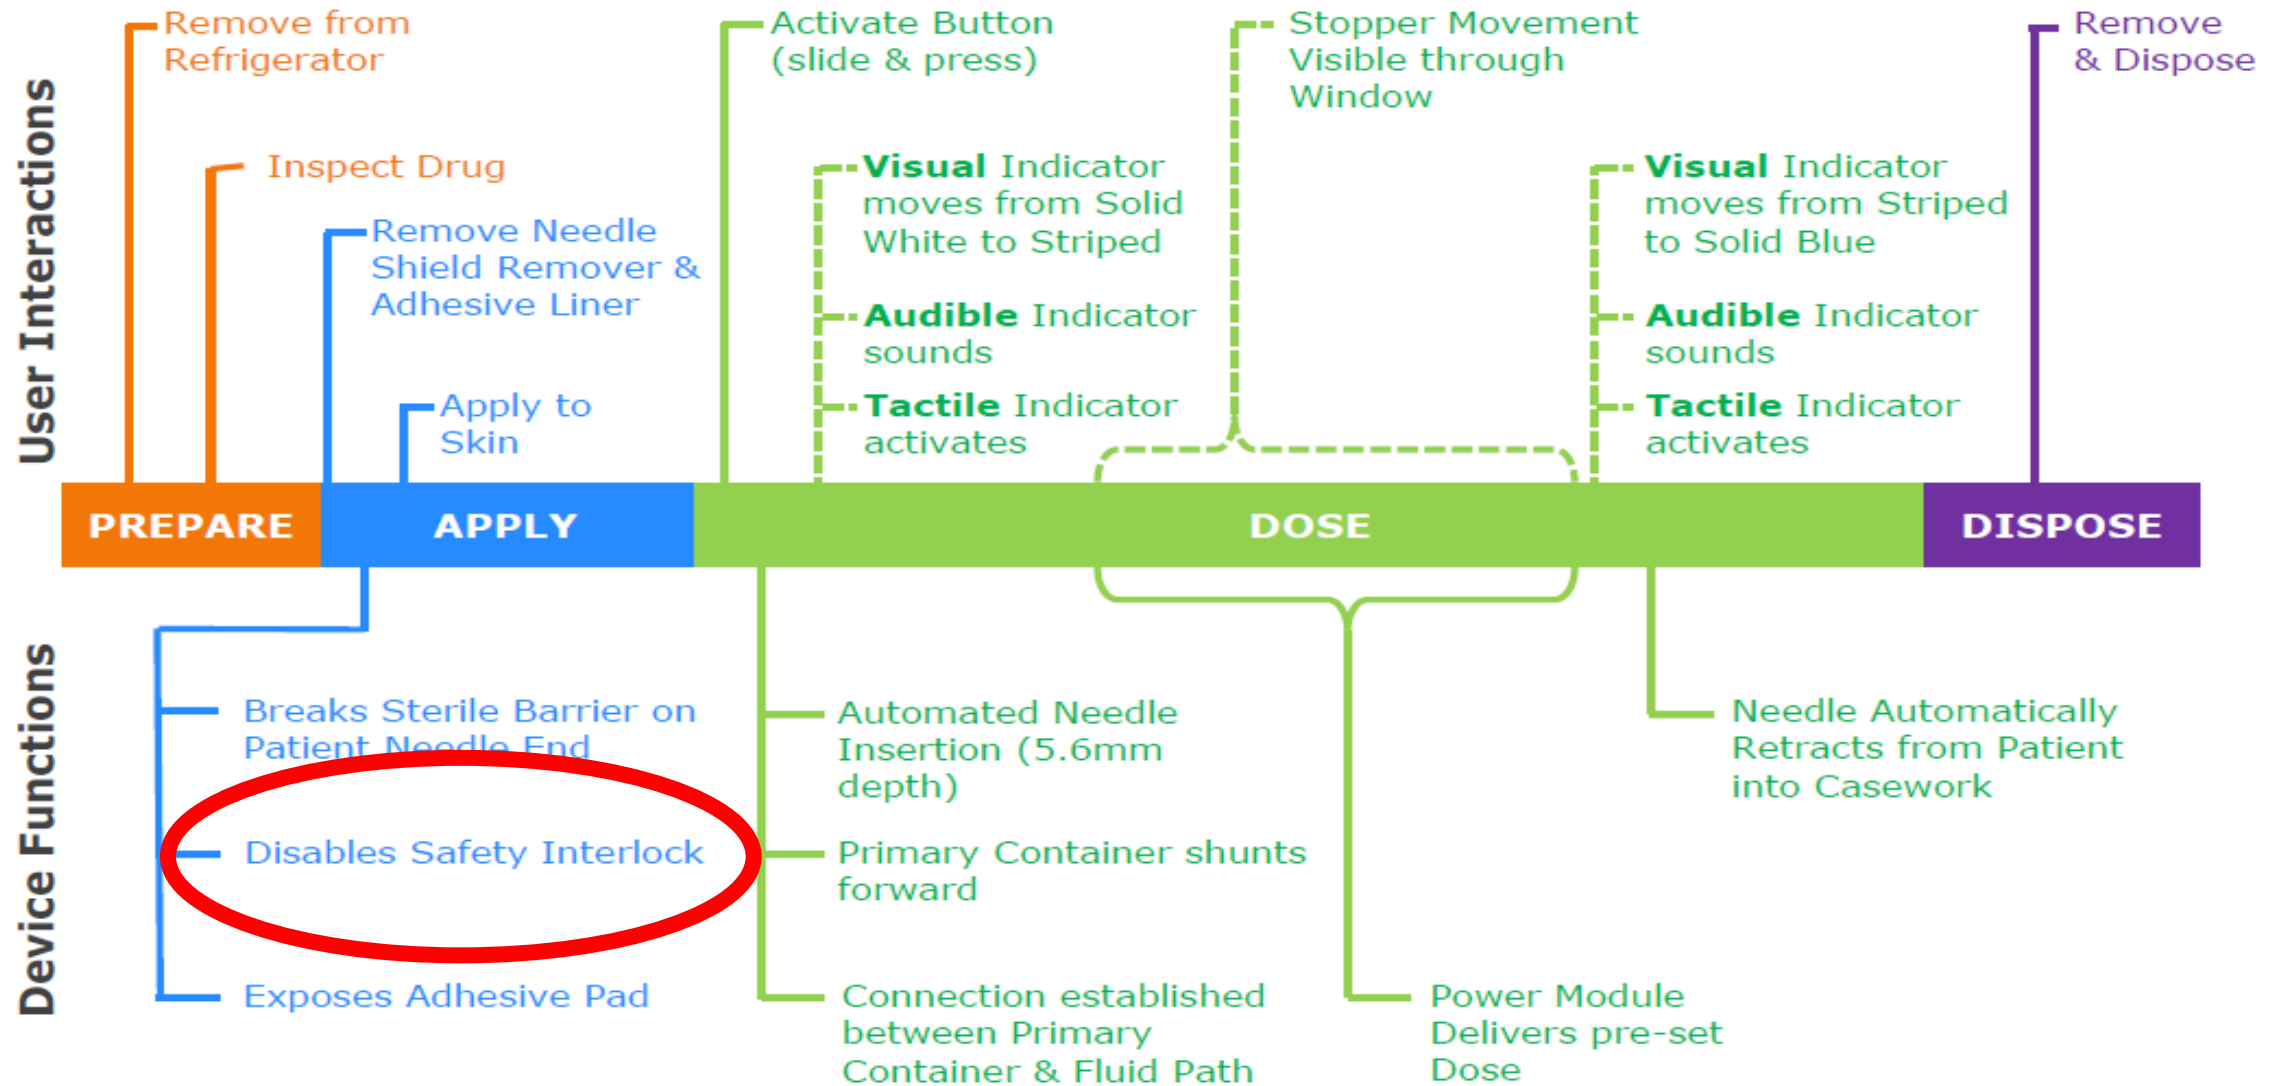 User Interactions
Remove from
Refrigerator
Inspect Drug
Remove Needle
Shield Remover &
Adhesive Liner
Apply to
Skin
Activate Button
(slide & press)
Visual Indicator
moves from Solid
White to Striped
Audible Indicator
sounds
Tactile Indicator
activates
Stopper Movement
Visible through
Window
Visual Indicator
moves from Striped
to Solid Blue
Audible Indicator
sounds
Tactile Indicator
activates
Remove
& Dispose
PREPARE
APPLY
DOSE
DISPOSE
Device Functions
Breaks Sterile Barrier on
Patient Needle End
Disables Safety Interlock
Exposes Adhesive Pad
Automated Needle
Insertion (5.6mm
depth)
Primary Container shunts
forward
Connection established
between Primary
Container & Fluid Path
Power Module
Delivers pre-set
Dose
Needle Automatically
Retracts from Patient
into Casework